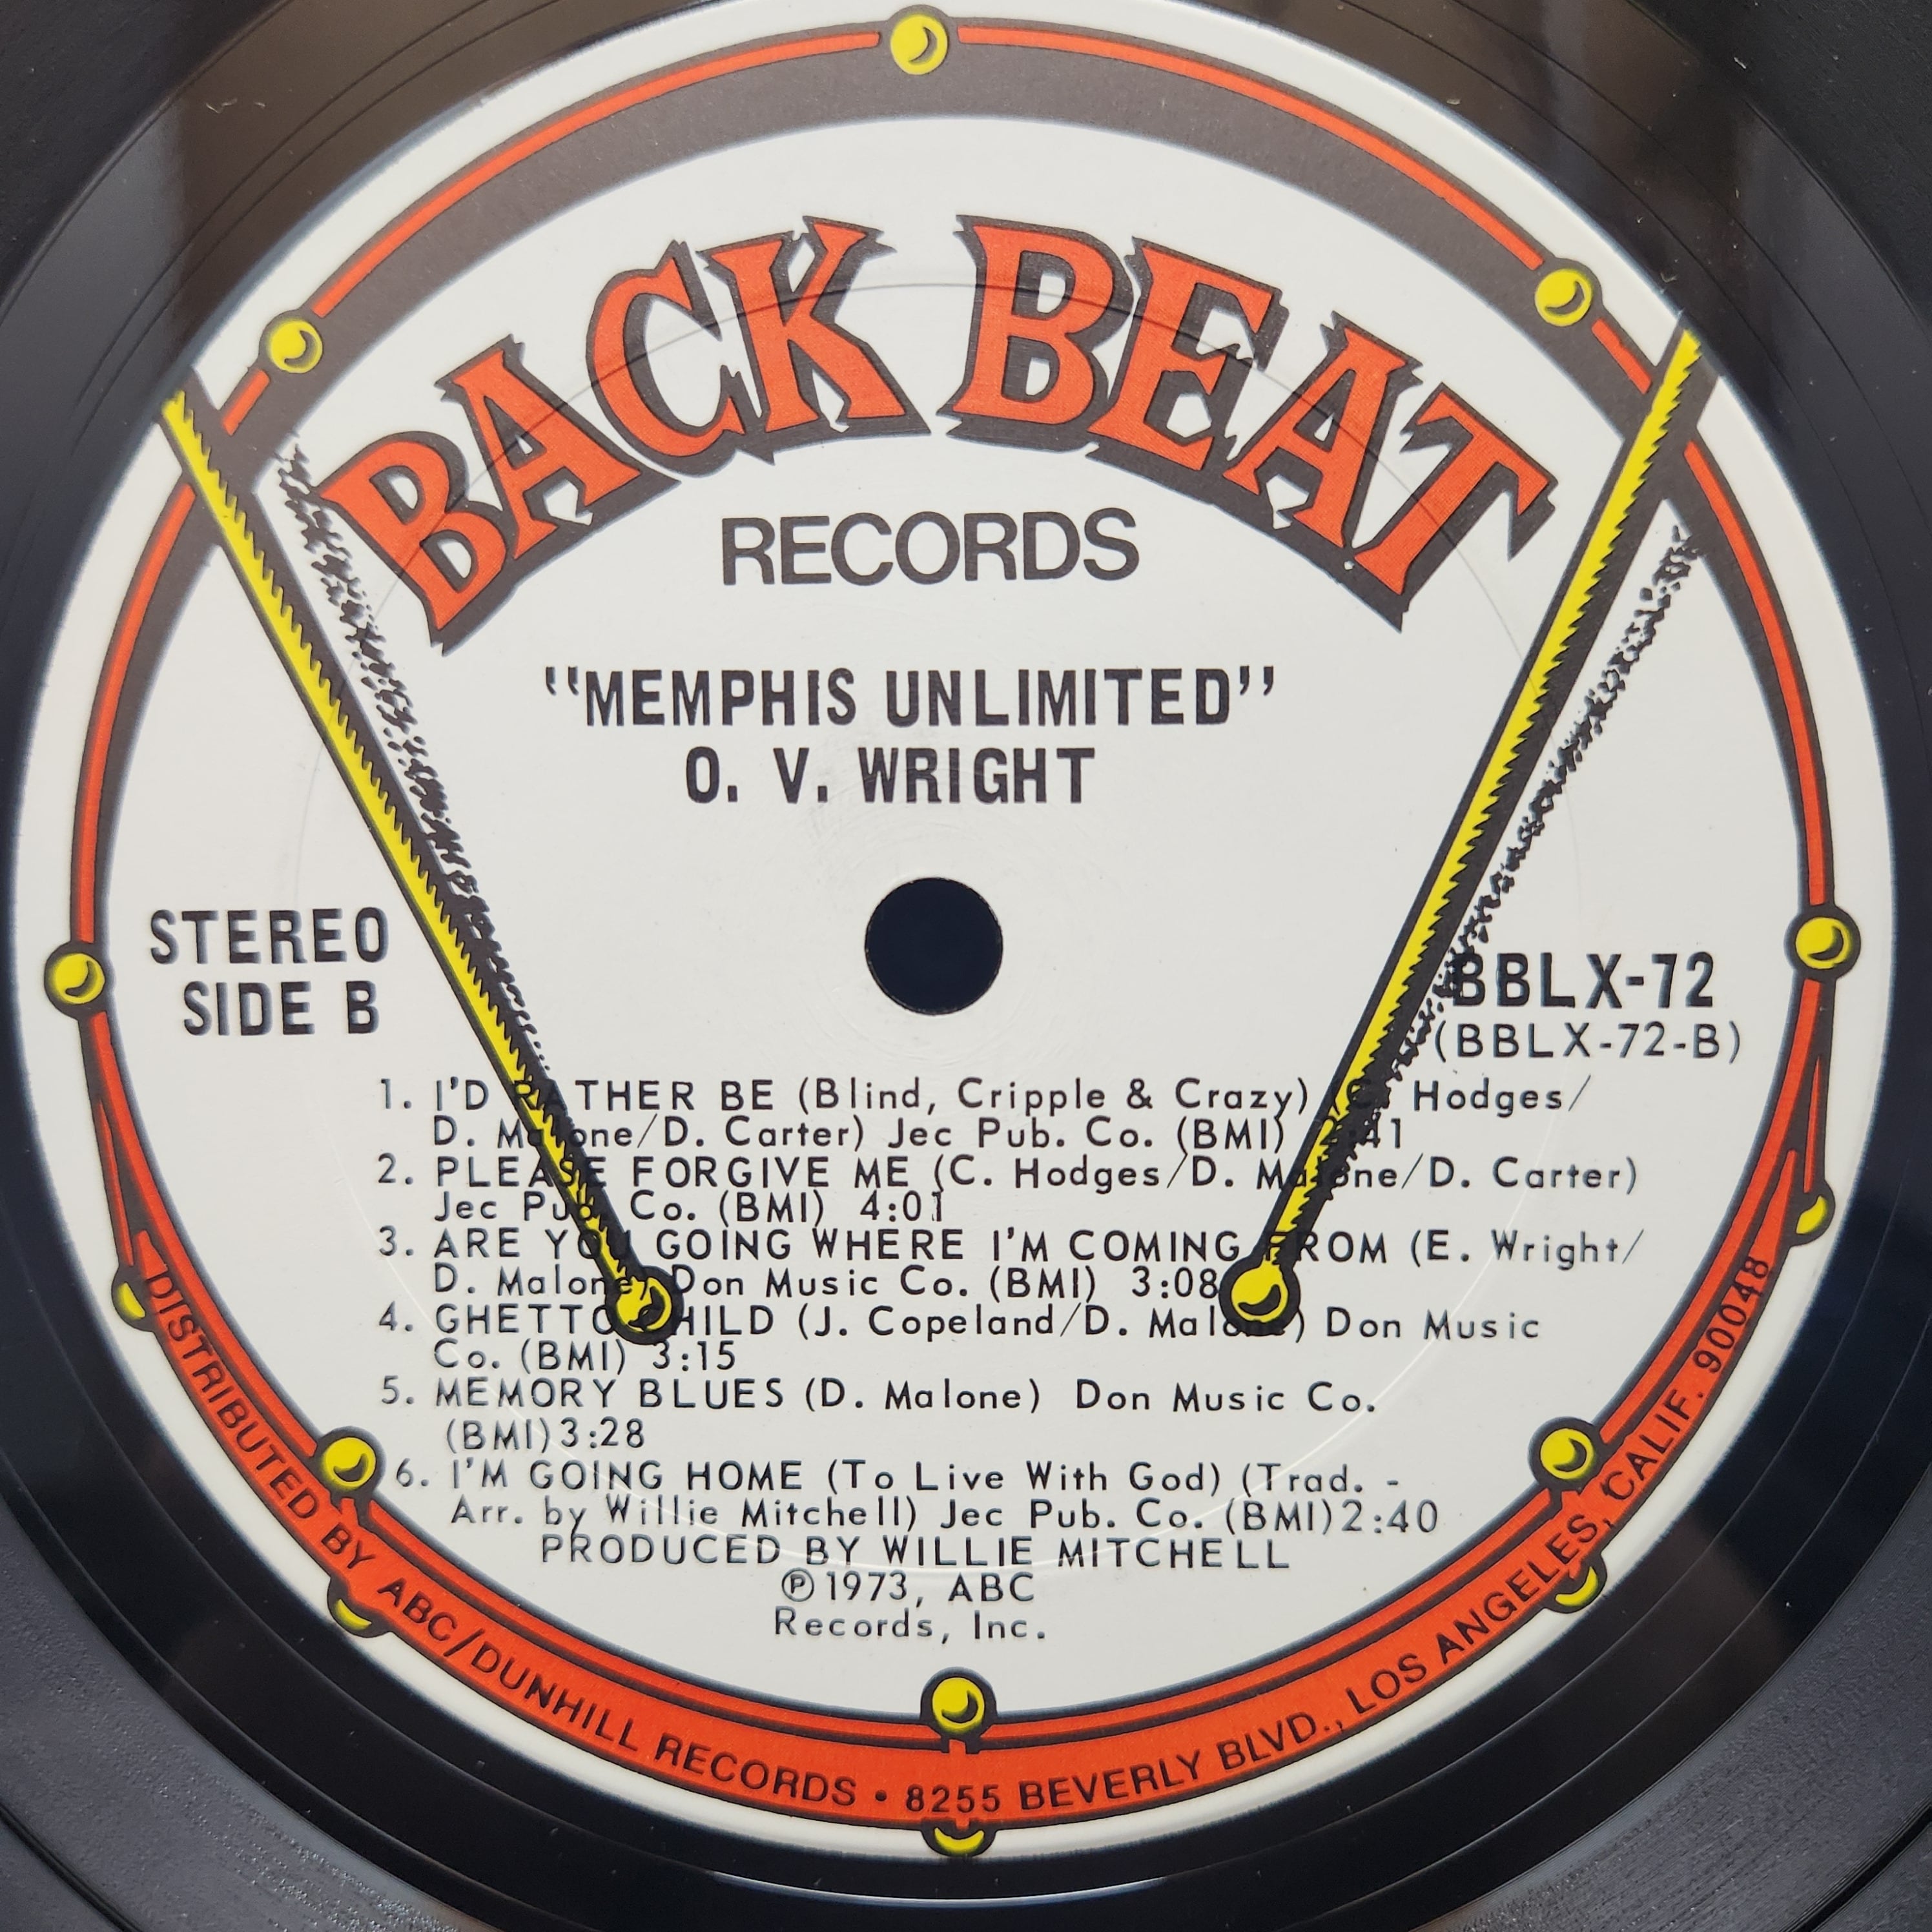 BACK BEAT
RECORDS
"MEMPHIS UNLIMITED"
O. V. WRIGHT
STEREO
SIDE B
BBLX-72
(BBLX-72-B)
1. I'D RATHER BE (Blind, Cripple & Crazy) (C. Hodges/
D. Malone/D. Carter) Jec Pub. Co. (BMI) 2:41
2. PLEASE FORGIVE ME (C. Hodges/D. Malone/D. Carter)
Jec Pub. Co. (BMI) 4:01
3. ARE YOU GOING WHERE I'M COMING FROM (E. Wright/
D. Malone) Don Music Co. (BMI) 3:08
4. GHETTO CHILD (J. Copeland/D. Malone) Don Music
Co. (BMI) 3:15
5. MEMORY BLUES (D. Malone) Don Music Co.
(BMI)3:28
6. I'M GOING HOME (To Live With God) (Trad. -
Arr. by Willie Mitchell) Jec Pub. Co. (BMI)2:40
PRODUCED BY WILLIE MITCHELL
℗1973, ABC
Records, Inc.
DISTRIBUTED BY ABC/DUNHILL RECORDS • 8255 BEVERLY BLVD., LOS ANGELES, CALIF. 90048